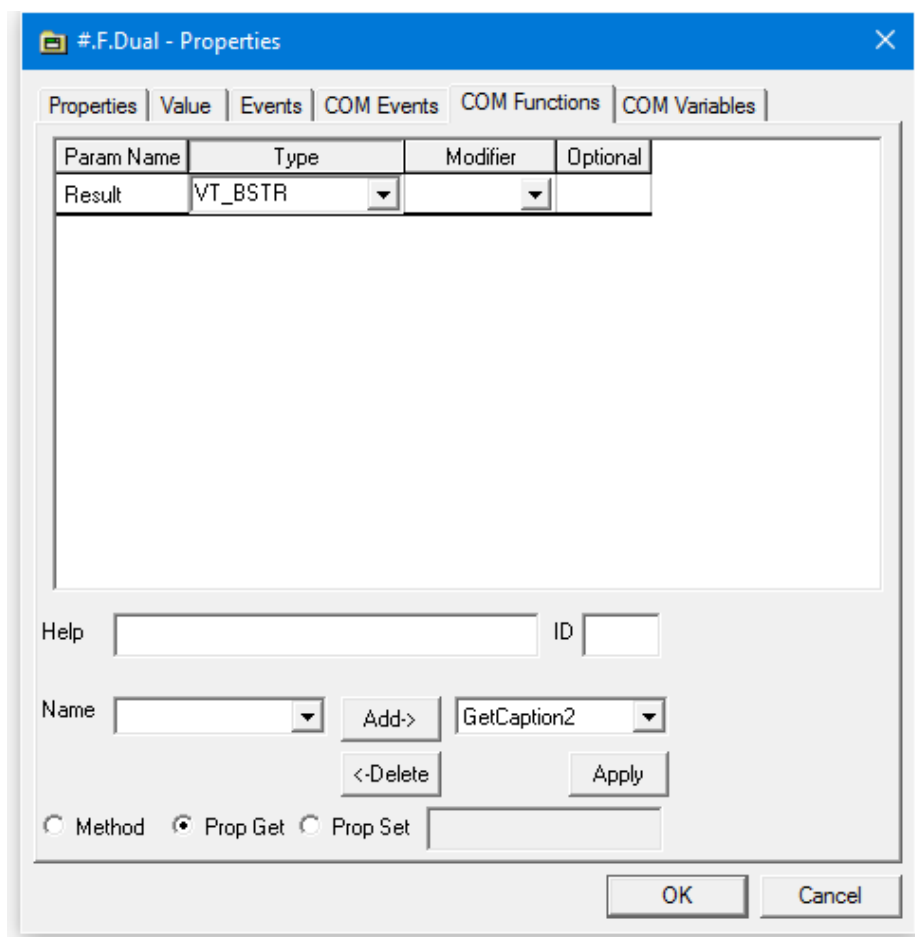 #.F.Dual - Properties
Properties Value Events COM Events COM Functions COM Variables
Param Name Type Modifier Optional
Result VT_BSTR
Help ID
Name Add-> GetCaption2
<-Delete Apply
Method Prop Get Prop Set
OK Cancel